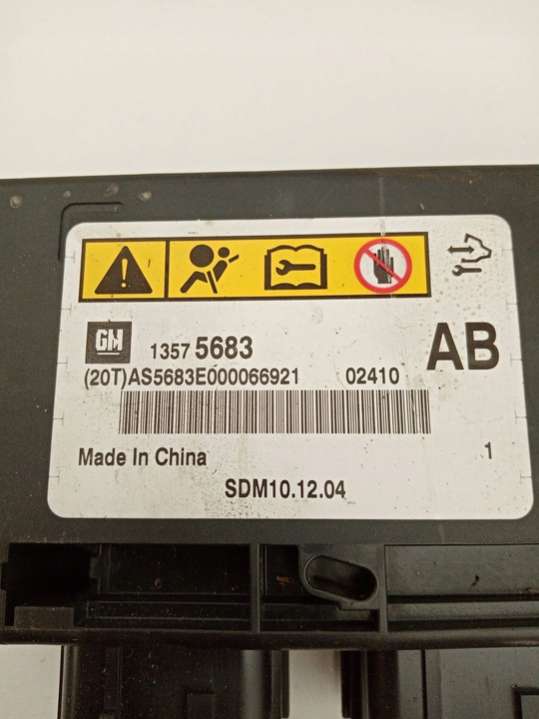 GM 1357 5683 AB
(20T)AS5683E000066921 02410
Made In China 1
SDM10.12.04